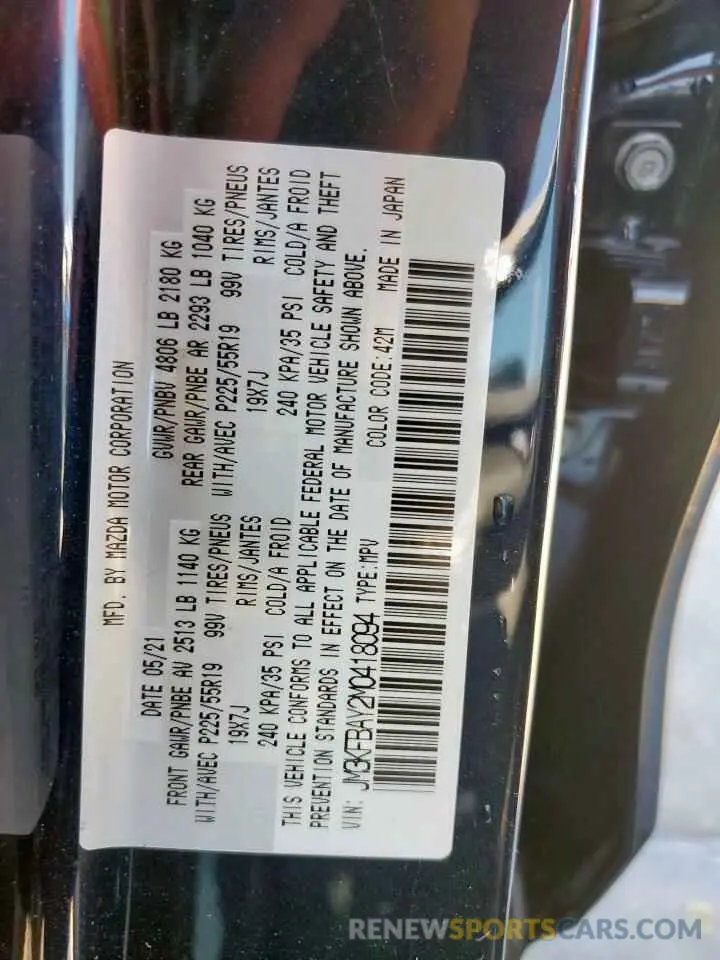 MFD. BY MAZDA MOTOR CORPORATION
DATE 05/21 GVWR/PNBV 4806 LB 2180 KG
FRONT GAWR/PNBE AV 2513 LB 1140 KG REAR GAWR/PNBE AR 2293 LB 1040 KG
WITH/AVEC P225/55R19 99V TIRES/PNEUS WITH/AVEC P225/55R19 99V TIRES/PNEUS
19X7J RIMS/JANTES 19X7J RIMS/JANTES
240 KPA/35 PSI COLD/A FROID 240 KPA/35 PSI COLD/A FROID
THIS VEHICLE CONFORMS TO ALL APPLICABLE FEDERAL MOTOR VEHICLE SAFETY AND THEFT
PREVENTION STANDARDS IN EFFECT ON THE DATE OF MANUFACTURE SHOWN ABOVE.
VIN: JM3KFBAY2M0418094 TYPE:MPV COLOR CODE:42M MADE IN JAPAN
RENEWSPORTSCARS.COM